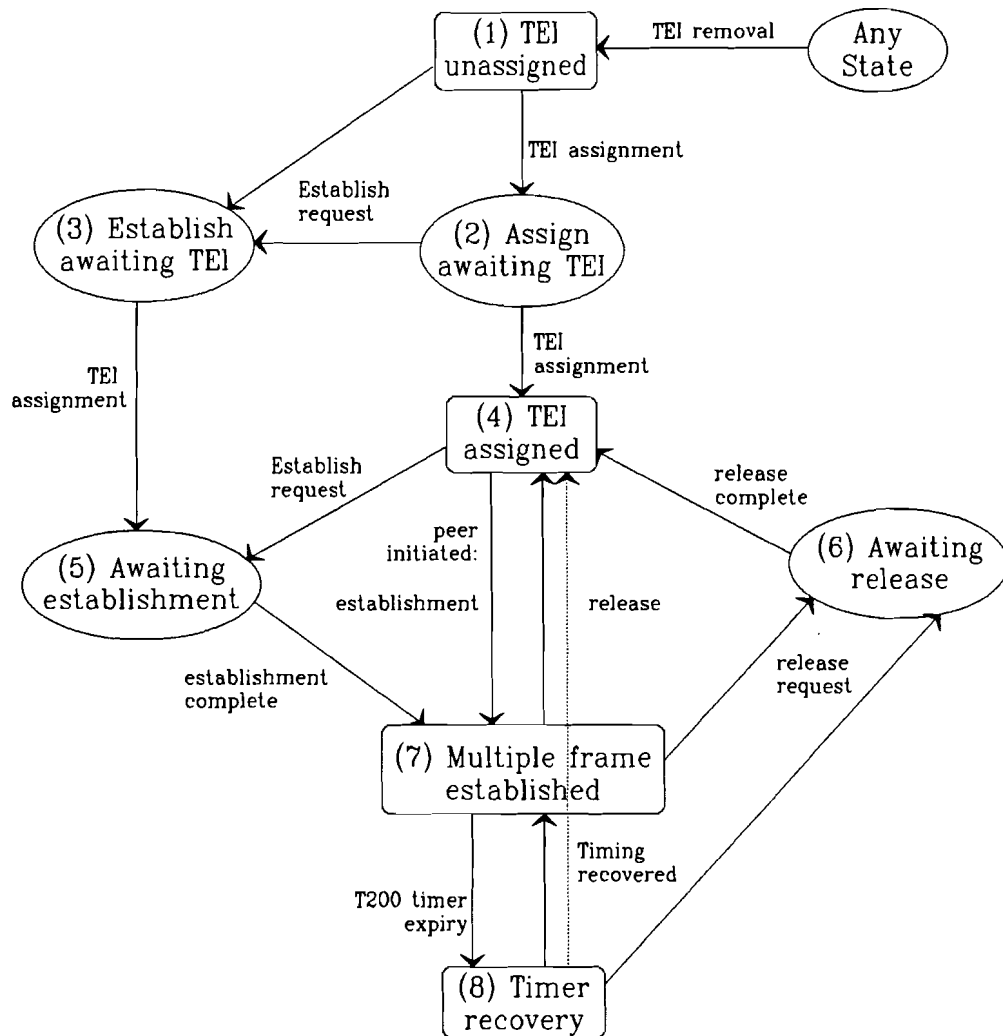 (1) TEI
unassigned
TEI removal
Any
State
TEI assignment
Establish
request
(3) Establish
awaiting TEI
(2) Assign
awaiting TEI
TEI
assignment
TEI
assignment
(4) TEI
assigned
Establish
request
release
complete
peer
initiated:
(5) Awaiting
establishment
(6) Awaiting
release
establishment
release
establishment
complete
release
request
(7) Multiple frame
established
Timing
recovered
T200 timer
expiry
(8) Timer
recovery